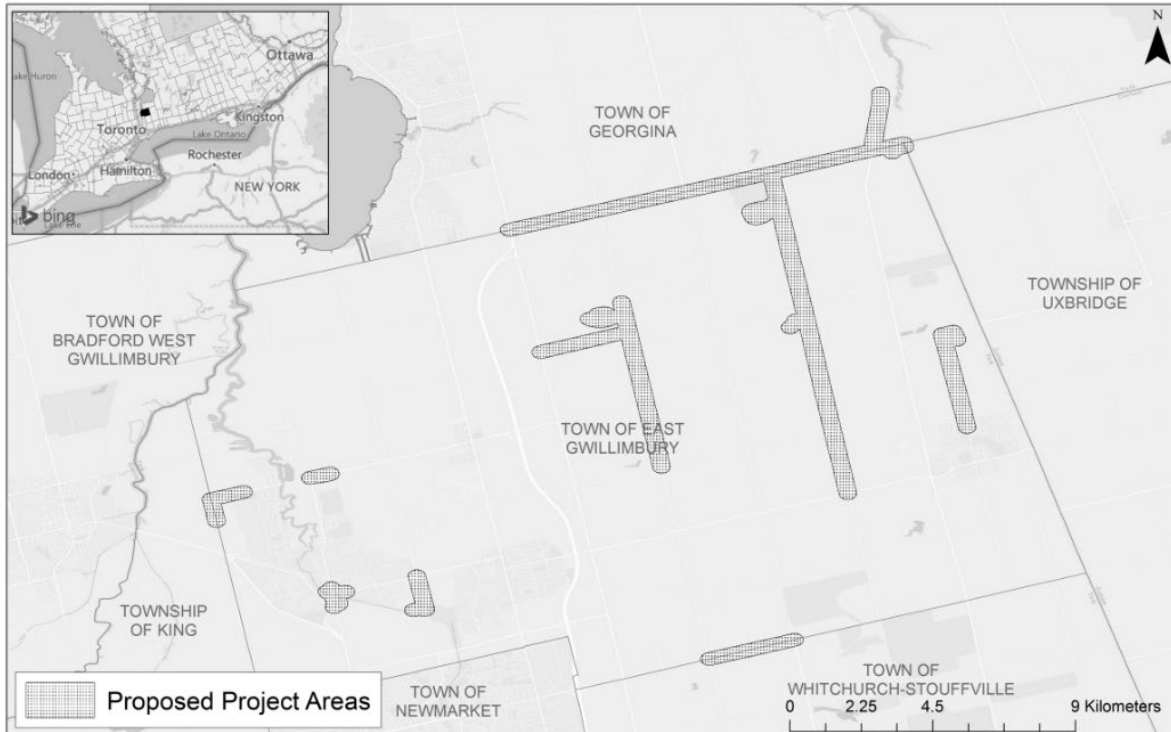 Ottawa
Lake Huron
Kingston
Toronto
Lake Ontario
Hamilton
Rochester
London
NEW YORK
bing
Lake Erie
N
TOWN OF
GEORGINA
TOWNSHIP OF
UXBRIDGE
TOWN OF
BRADFORD WEST
GWILLIMBURY
TOWN OF EAST
GWILLIMBURY
TOWNSHIP
OF KING
TOWN OF
NEWMARKET
TOWN OF
WHITCHURCH-STOUFFVILLE
Proposed Project Areas
0 2.25 4.5 9 Kilometers